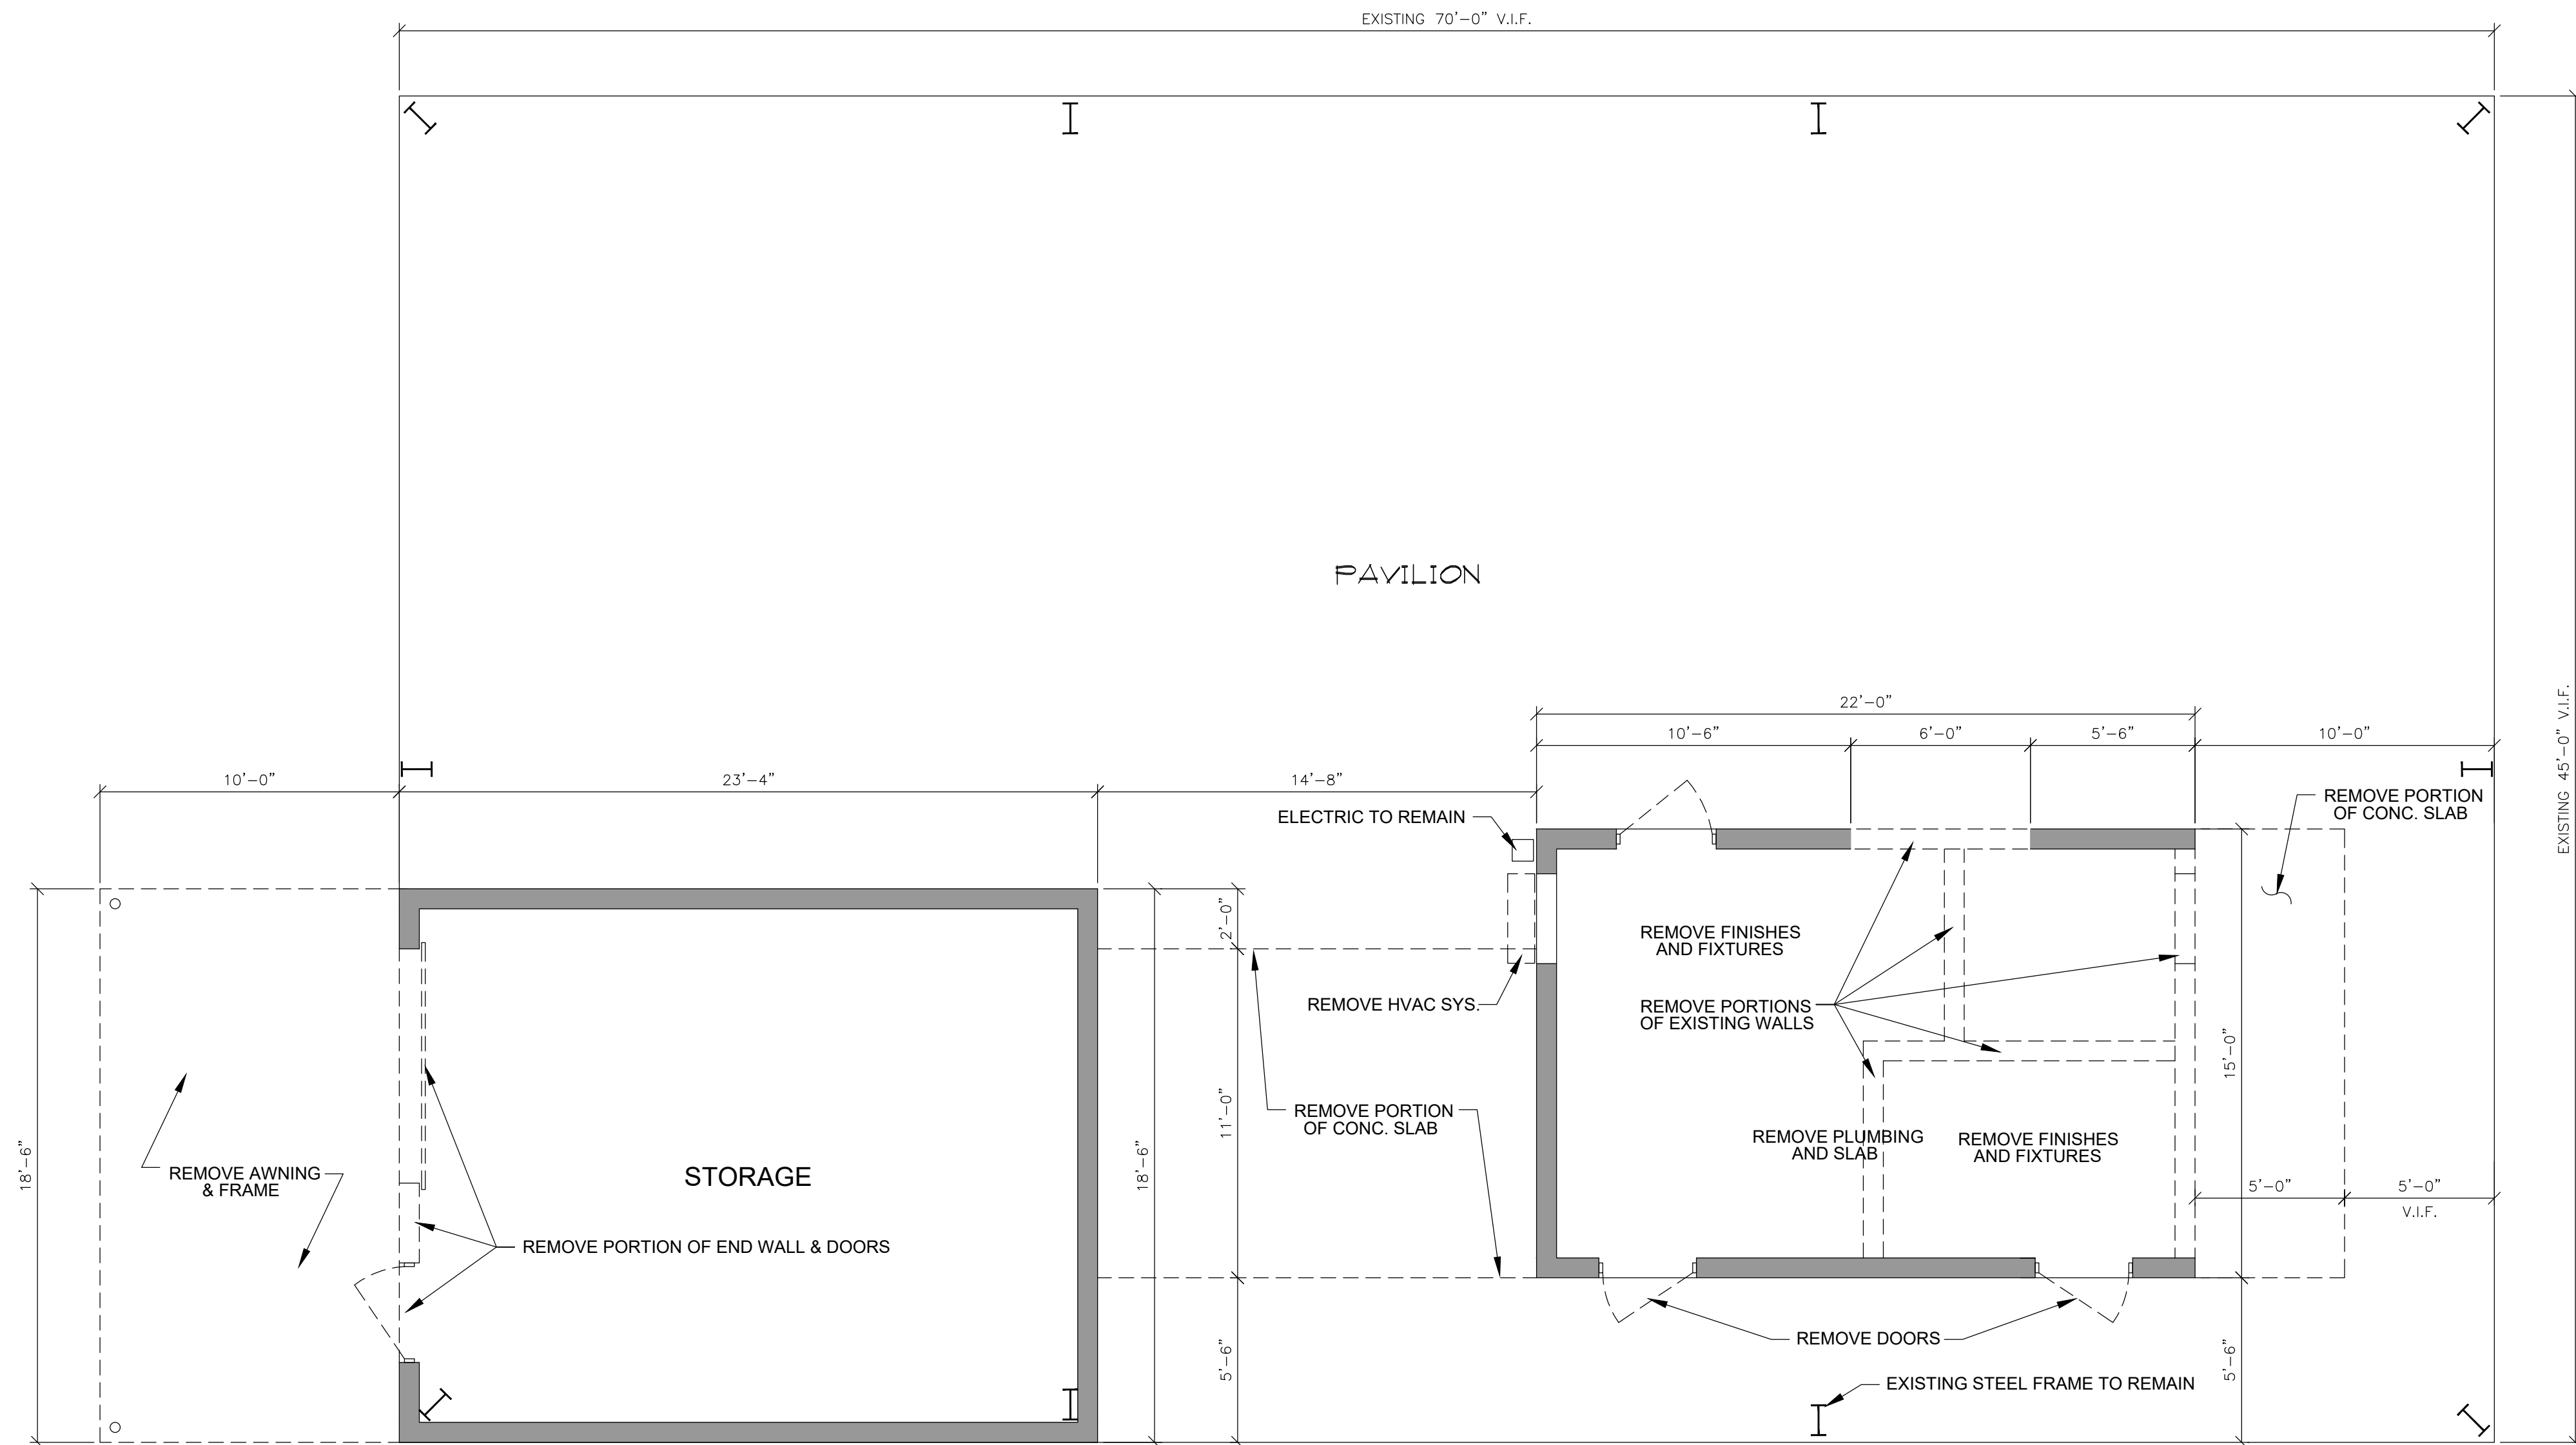 EXISTING 70'-0" V.I.F.
PAVILION
EXISTING 45'-0" V.I.F.
22'-0"
10'-6"
6'-0"
5'-6"
10'-0"
10'-0"
23'-4"
14'-8"
ELECTRIC TO REMAIN
REMOVE PORTION
OF CONC. SLAB
2'-0"
REMOVE FINISHES
AND FIXTURES
REMOVE HVAC SYS.
REMOVE PORTIONS
OF EXISTING WALLS
15'-0"
11'-0"
REMOVE PORTION
OF CONC. SLAB
18'-6"
18'-6"
REMOVE AWNING
& FRAME
STORAGE
REMOVE PLUMBING
AND SLAB
REMOVE FINISHES
AND FIXTURES
5'-0"
5'-0"
V.I.F.
REMOVE PORTION OF END WALL & DOORS
REMOVE DOORS
5'-6"
5'-6"
EXISTING STEEL FRAME TO REMAIN